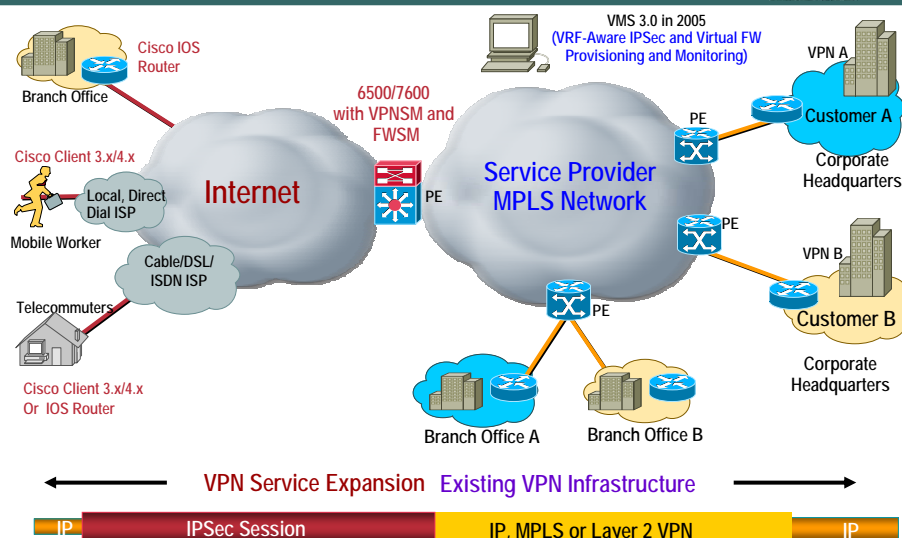 VMS 3.0 in 2005
(VRF-Aware IPSec and Virtual FW
Provisioning and Monitoring)
Cisco IOS
Router
Branch Office
6500/7600
with VPNSM and
FWSM
VPN A
PE
Customer A
Corporate
Headquarters
Cisco Client 3.x/4.x
Local, Direct
Dial ISP
Mobile Worker
Internet
PE
Service Provider
MPLS Network
PE
VPN B
Customer B
Corporate
Headquarters
Cable/DSL/
ISDN ISP
Telecommuters
Cisco Client 3.x/4.x
Or IOS Router
PE
Branch Office A
Branch Office B
VPN Service Expansion
Existing VPN Infrastructure
IP
IPSec Session
IP, MPLS or Layer 2 VPN
IP